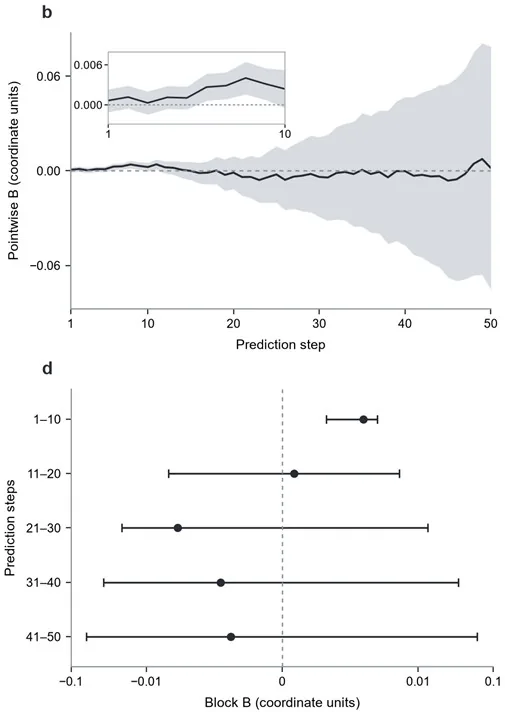 b
0.006
0.000
1 10
0.06
0.00
−0.06
Pointwise B (coordinate units)
1 10 20 30 40 50
Prediction step
d
1–10
11–20
21–30
31–40
41–50
Prediction steps
−0.1 −0.01 0 0.01 0.1
Block B (coordinate units)